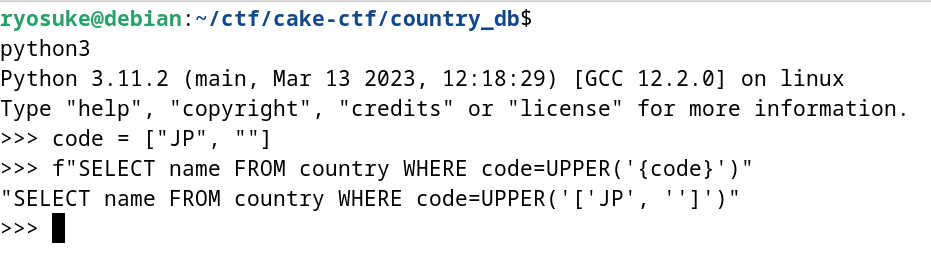 ryosuke@debian:~/ctf/cake-ctf/country_db$
python3
Python 3.11.2 (main, Mar 13 2023, 12:18:29) [GCC 12.2.0] on linux
Type "help", "copyright", "credits" or "license" for more information.
>>> code = ["JP", ""]
>>> f"SELECT name FROM country WHERE code=UPPER('{code}')"
"SELECT name FROM country WHERE code=UPPER('['JP', '']')"
>>>